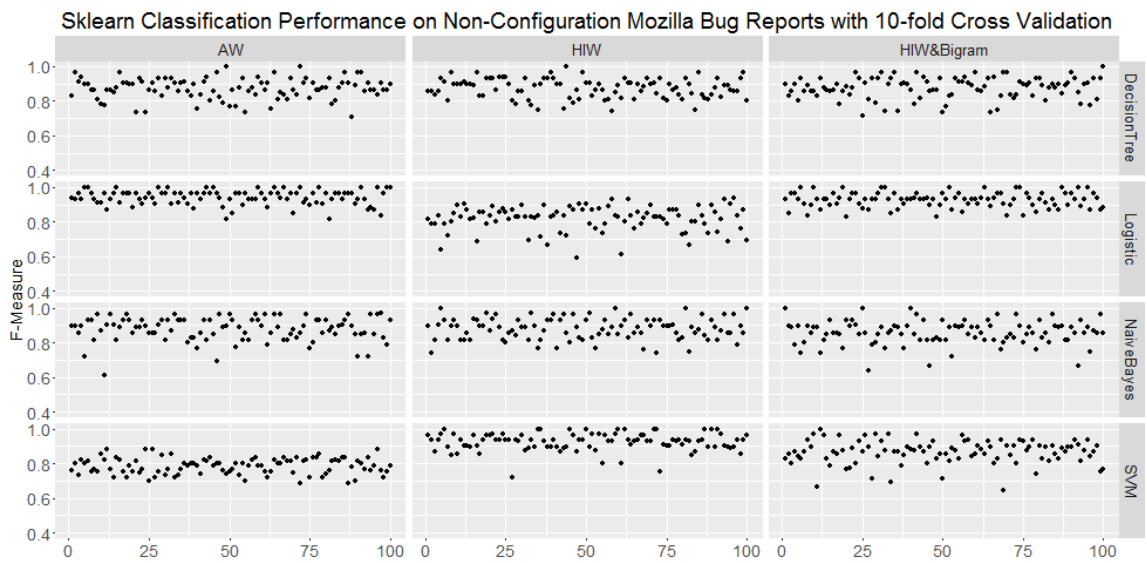 Sklearn Classification Performance on Non-Configuration Mozilla Bug Reports with 10-fold Cross Validation
AW
HIW
HIW&Bigram
1.0
0.8
0.6
0.4
DecisionTree
1.0
0.8
0.6
0.4
Logistic
F-Measure
1.0
0.8
0.6
0.4
NaiveBayes
1.0
0.8
0.6
0.4
SVM
0 25 50 75 100
0 25 50 75 100
0 25 50 75 100